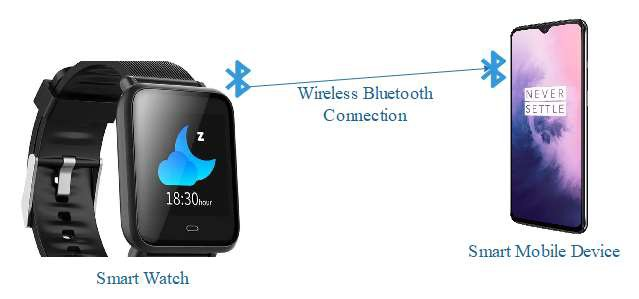 Wireless Bluetooth
Connection
NEVER
SETTLE
z
18:30hour
Smart Mobile Device
Smart Watch